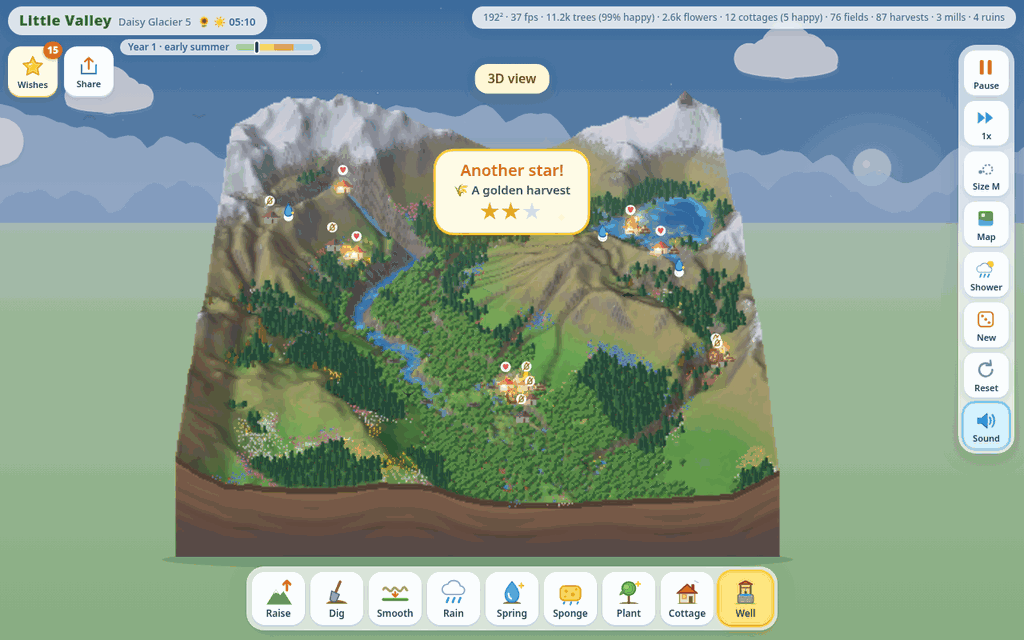 Little Valley Daisy Glacier 5 05:10
192² · 37 fps · 11.2k trees (99% happy) · 2.6k flowers · 12 cottages (5 happy) · 76 fields · 87 harvests · 3 mills · 4 ruins
Year 1 · early summer
15
Wishes
Share
3D view
Another star!
A golden harvest
Pause
1x
Size M
Map
Shower
New
Reset
Sound
Raise
Dig
Smooth
Rain
Spring
Sponge
Plant
Cottage
Well